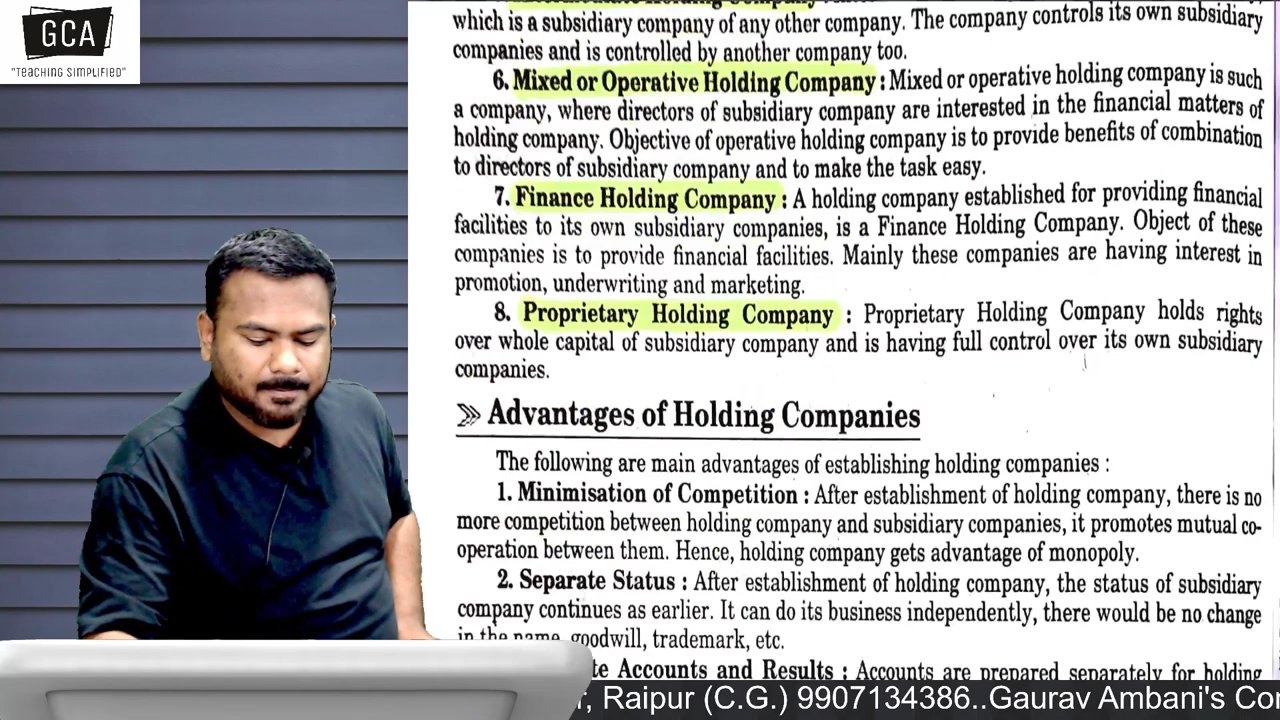 GCA
"TEACHING SIMPLIFIED"
which is a subsidiary company of any other company. The company controls its own subsidiary
companies and is controlled by another company too.
6. Mixed or Operative Holding Company : Mixed or operative holding company is such
a company, where directors of subsidiary company are interested in the financial matters of
holding company. Objective of operative holding company is to provide benefits of combination
to directors of subsidiary company and to make the task easy.
7. Finance Holding Company : A holding company established for providing financial
facilities to its own subsidiary companies, is a Finance Holding Company. Object of these
companies is to provide financial facilities. Mainly these companies are having interest in
promotion, underwriting and marketing.
8. Proprietary Holding Company : Proprietary Holding Company holds rights
over whole capital of subsidiary company and is having full control over its own subsidiary
companies.
Advantages of Holding Companies
The following are main advantages of establishing holding companies :
1. Minimisation of Competition : After establishment of holding company, there is no
more competition between holding company and subsidiary companies, it promotes mutual co-
operation between them. Hence, holding company gets advantage of monopoly.
2. Separate Status : After establishment of holding company, the status of subsidiary
company continues as earlier. It can do its business independently, there would be no change
in the name, goodwill, trademark, etc.
te Accounts and Results : Accounts are prepared separately for holding
, Raipur (C.G.) 9907134386..Gaurav Ambani's Co